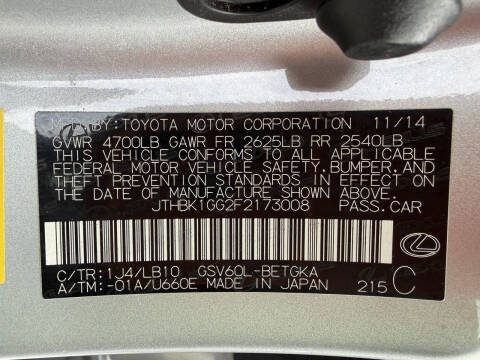 MFD. BY: TOYOTA MOTOR CORPORATION 11/14
GVWR 4700LB GAWR FR 2625LB RR 2540LB
THIS VEHICLE CONFORMS TO ALL APPLICABLE
FEDERAL MOTOR VEHICLE SAFETY, BUMPER, AND
THEFT PREVENTION STANDARDS IN EFFECT ON
THE DATE OF MANUFACTURE SHOWN ABOVE.
JTHBK1GG2F2173008 PASS. CAR
C/TR: 1J4/LB10 GSV60L-BETGKA
A/TM: -01A/U660E MADE IN JAPAN 215 C